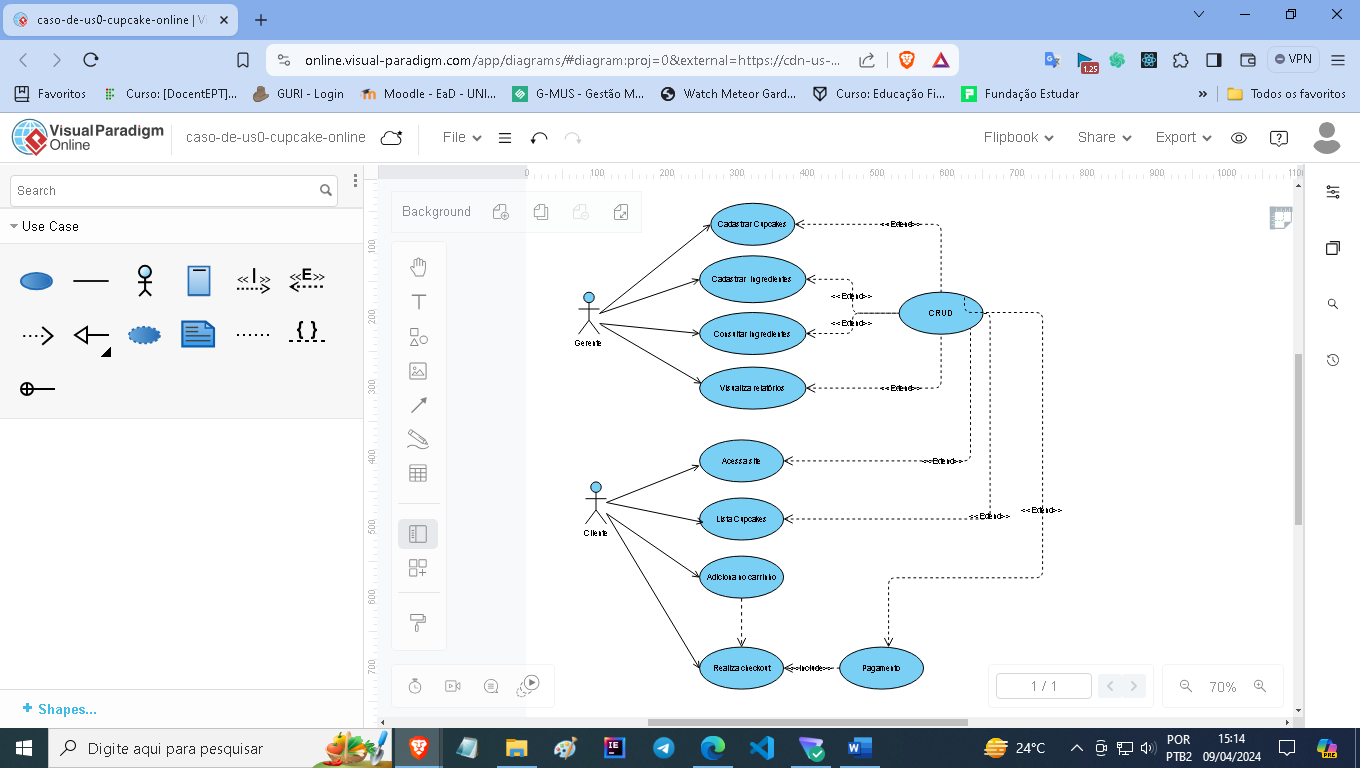 caso-de-us0-cupcake-online | V
online.visual-paradigm.com/app/diagrams/#diagram:proj=0&external=https://cdn-us-...
1.25
VPN
Favoritos
Curso: [DocentEPT]...
GURI - Login
Moodle - EaD - UNI...
G-MUS - Gestão M...
Watch Meteor Gard...
Curso: Educação Fi...
Fundação Estudar
»
Todos os favoritos
VisualParadigm
Online
caso-de-us0-cupcake-online
File
Flipbook
Share
Export
Search
Use Case
<<I>>
<<E>>
{}
Shapes...
0 100 200 300 400 500 600 700 800 900 1000 1100
100
200
300
400
500
600
700
Background
Cadastrar Cupcakes
<<Extend>>
Cadastrar Ingredientes
<<Extend>>
Gerente
CRUD
<<Extend>>
Consultar Ingredientes
Visualiza relatórios
<<Extend>>
Acessa site
<<Extend>>
Cliente
Lista Cupcakes
<<Extend>>
<<Extend>>
Adiciona no carrinho
Realiza checkout
<<Include>>
Pagamento
1 / 1
70%
Digite aqui para pesquisar
24°C
POR
PTB2
15:14
09/04/2024